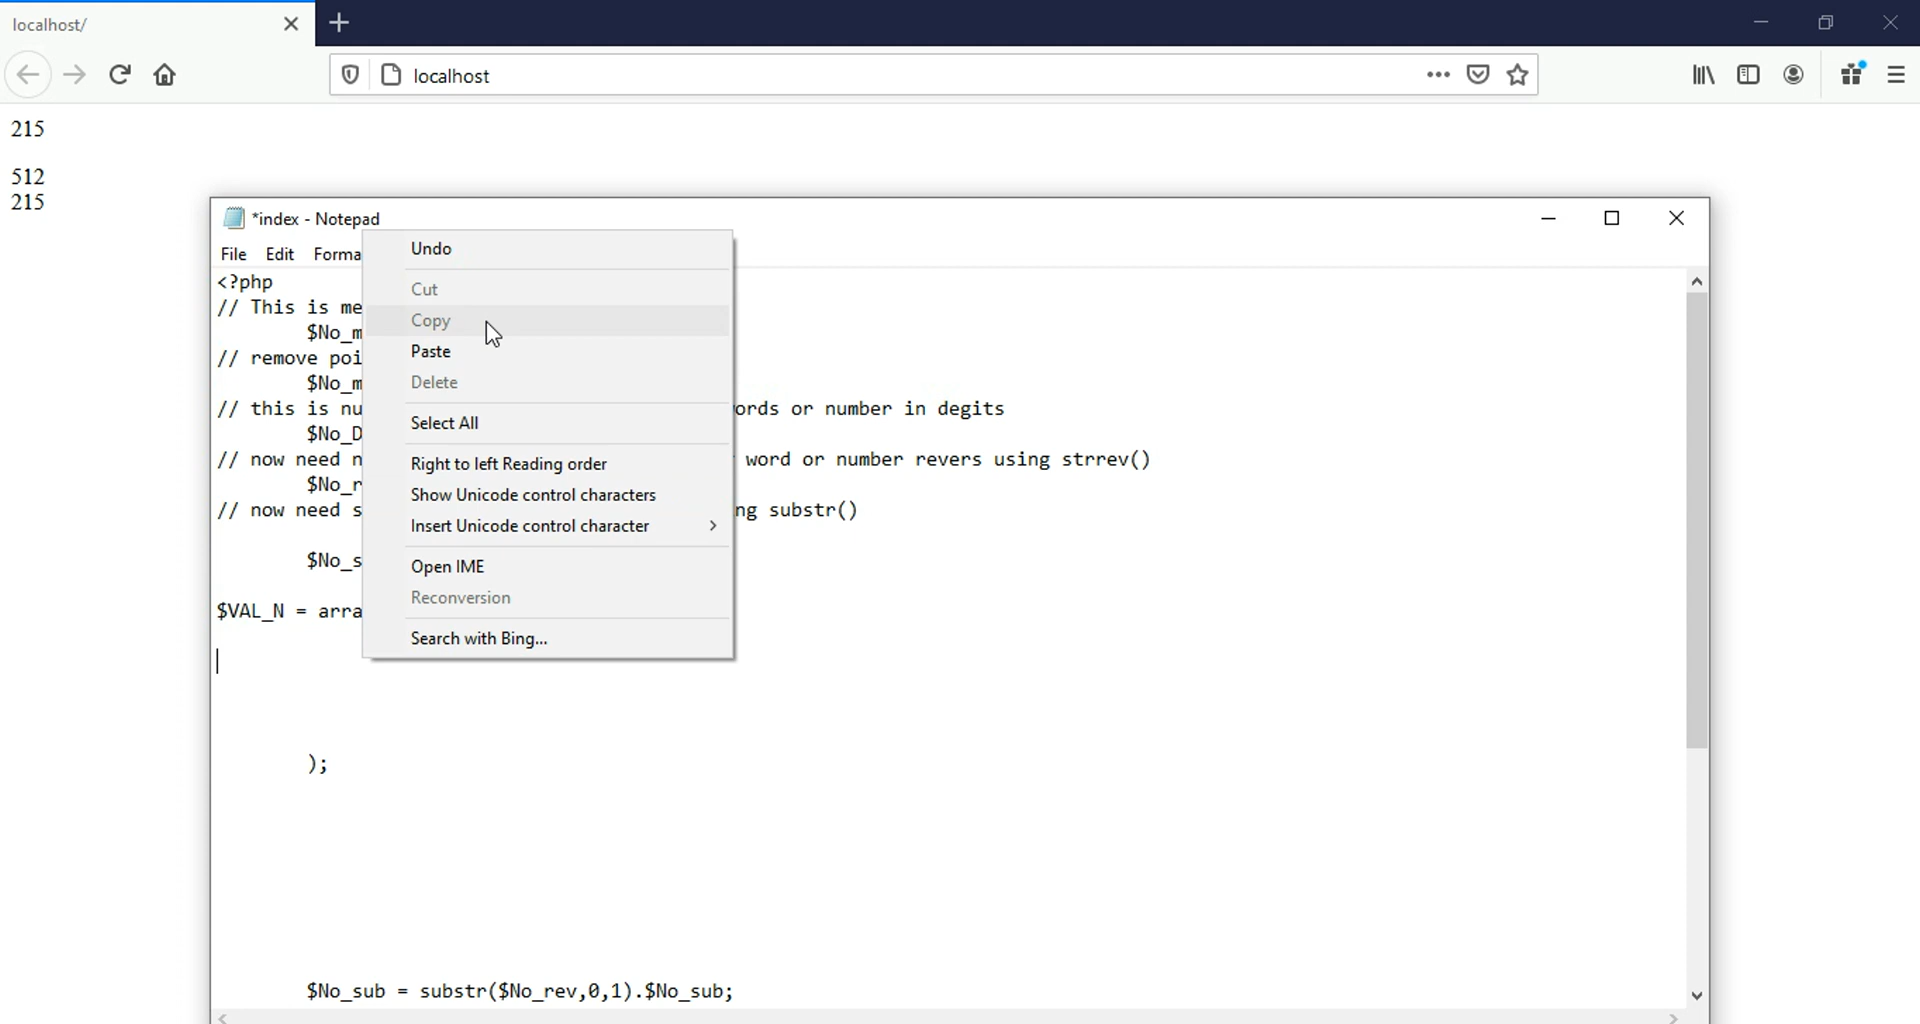 localhost/
localhost
215
512
215
*index - Notepad
File Edit Forma
<?php
// This is me
$No_m
// remove poi
$No_m
// this is nu ords or number in degits
$No_D
// now need n word or number revers using strrev()
$No_r
// now need s ng substr()
$No_s
$VAL_N = arra
);
$No_sub = substr($No_rev,0,1).$No_sub;
Undo
Cut
Copy
Paste
Delete
Select All
Right to left Reading order
Show Unicode control characters
Insert Unicode control character
Open IME
Reconversion
Search with Bing...